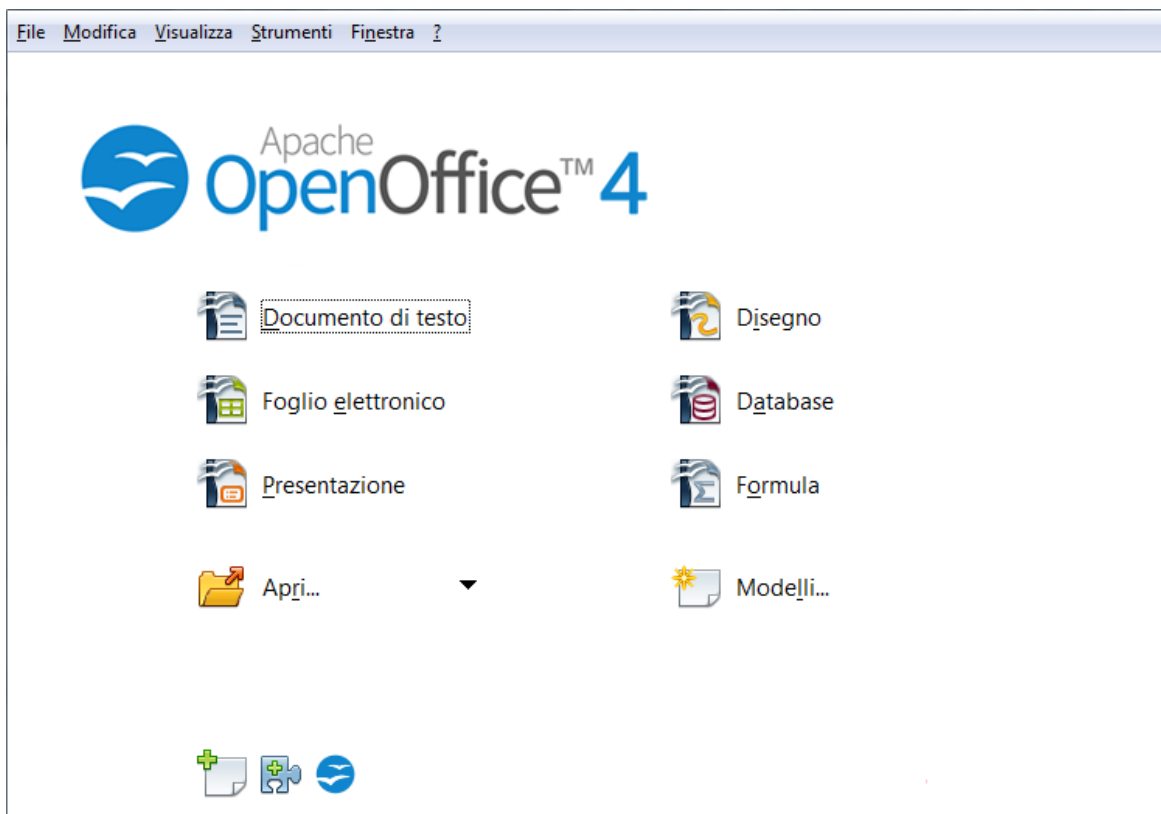 File Modifica Visualizza Strumenti Finestra ?
Apache
OpenOffice™ 4
Documento di testo
Disegno
Foglio elettronico
Database
Presentazione
Formula
Apri...
Modelli...